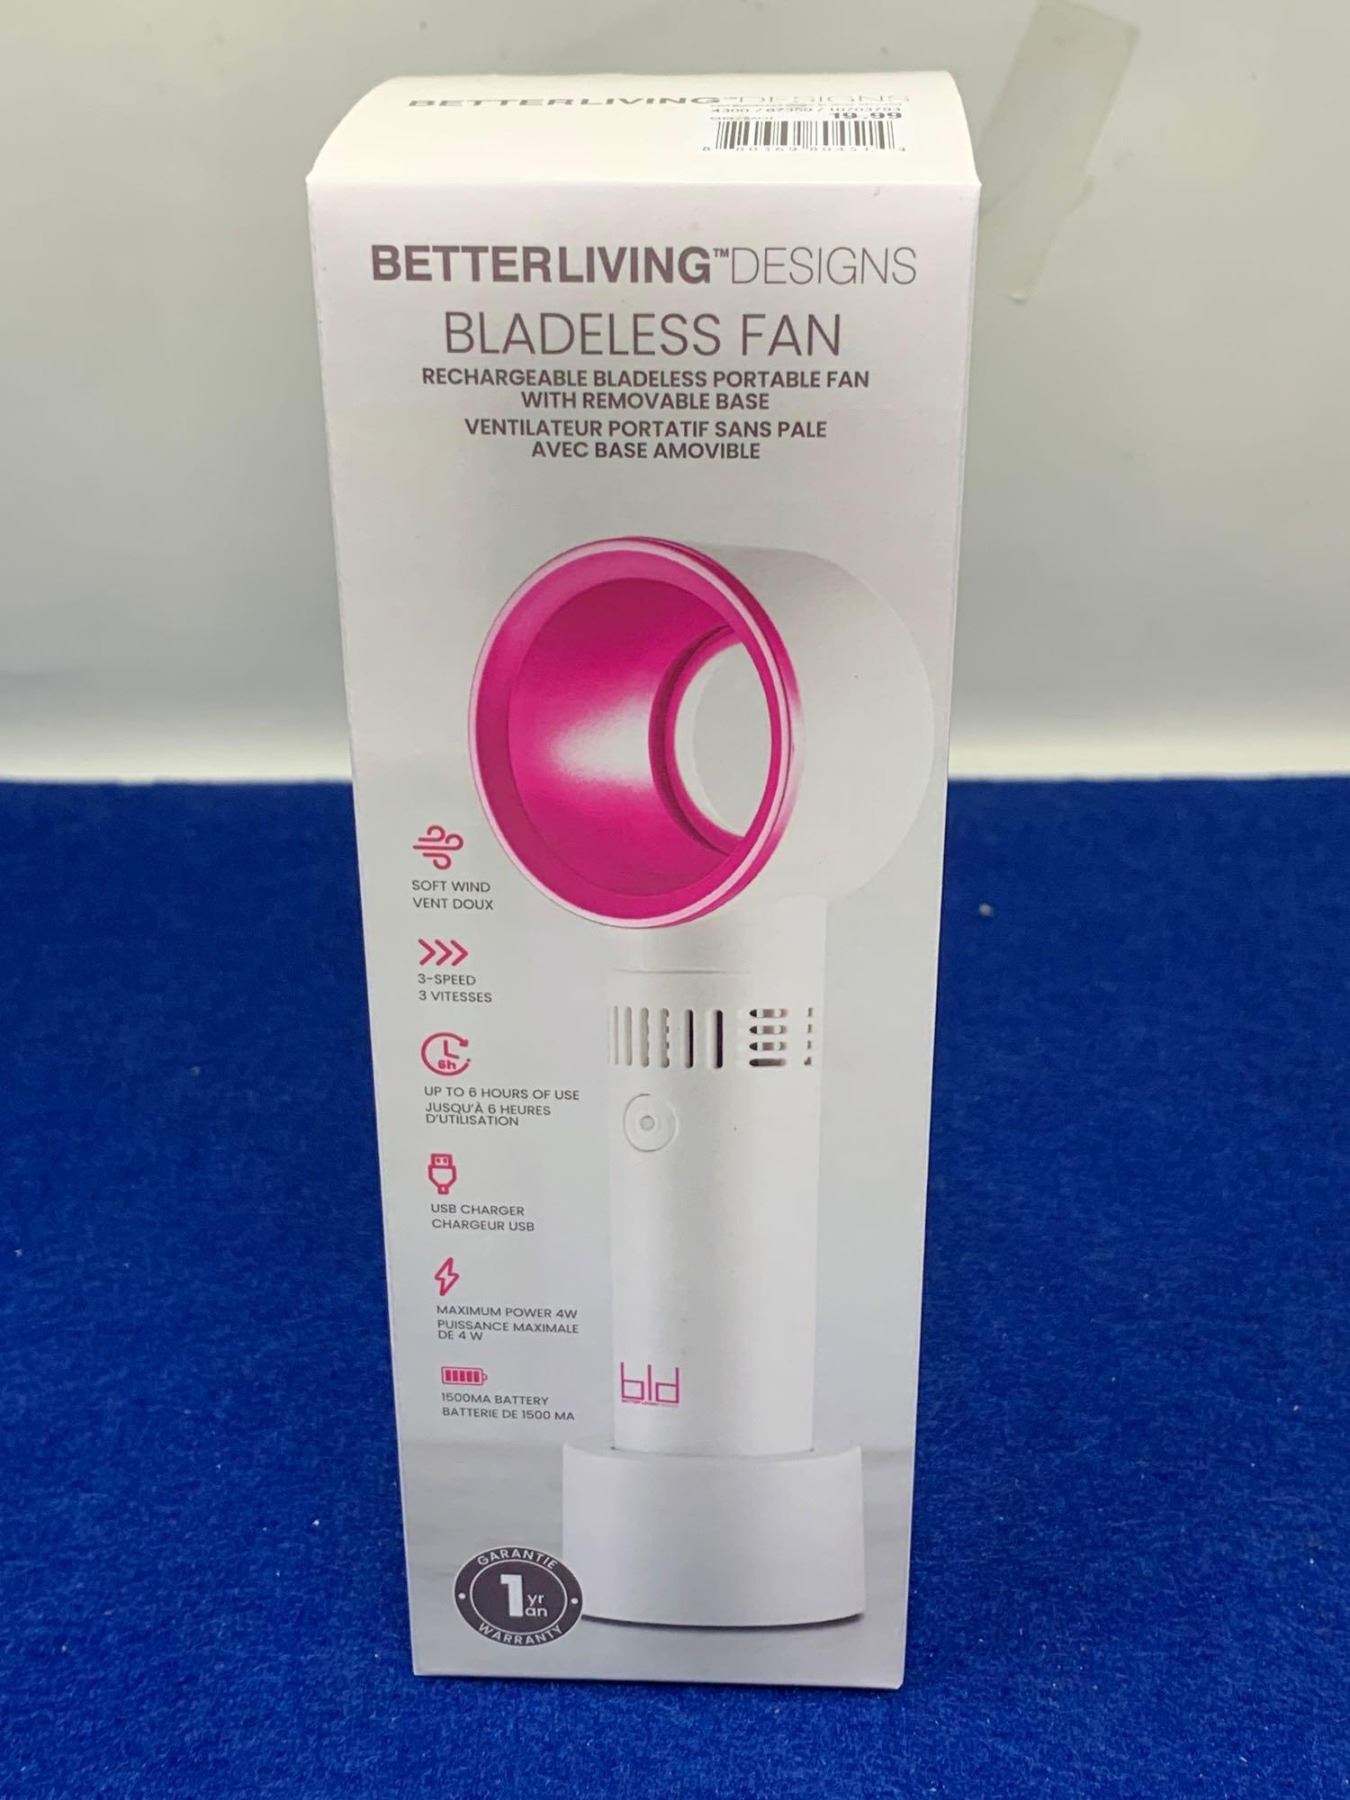 BETTERLIVING™DESIGNS
19.99
BETTERLIVING™DESIGNS
BLADELESS FAN
RECHARGEABLE BLADELESS PORTABLE FAN
WITH REMOVABLE BASE
VENTILATEUR PORTATIF SANS PALE
AVEC BASE AMOVIBLE
SOFT WIND
VENT DOUX
3-SPEED
3 VITESSES
6h
UP TO 6 HOURS OF USE
JUSQU'À 6 HEURES
D'UTILISATION
USB CHARGER
CHARGEUR USB
MAXIMUM POWER 4W
PUISSANCE MAXIMALE
DE 4 W
1500MA BATTERY
BATTERIE DE 1500 MA
bld
GARANTIE
1 yr
an
WARRANTY